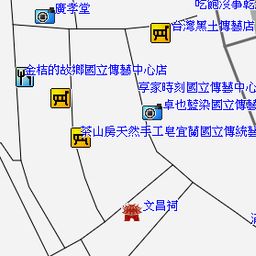 廣孝堂
吃飽沒事乾
台灣黑土傳藝店
金桔的故鄉國立傳藝中心店
享家時刻國立傳藝中心
卓也藍染國立傳藝
茶山房天然手工皂宜蘭國立傳統藝
文昌祠